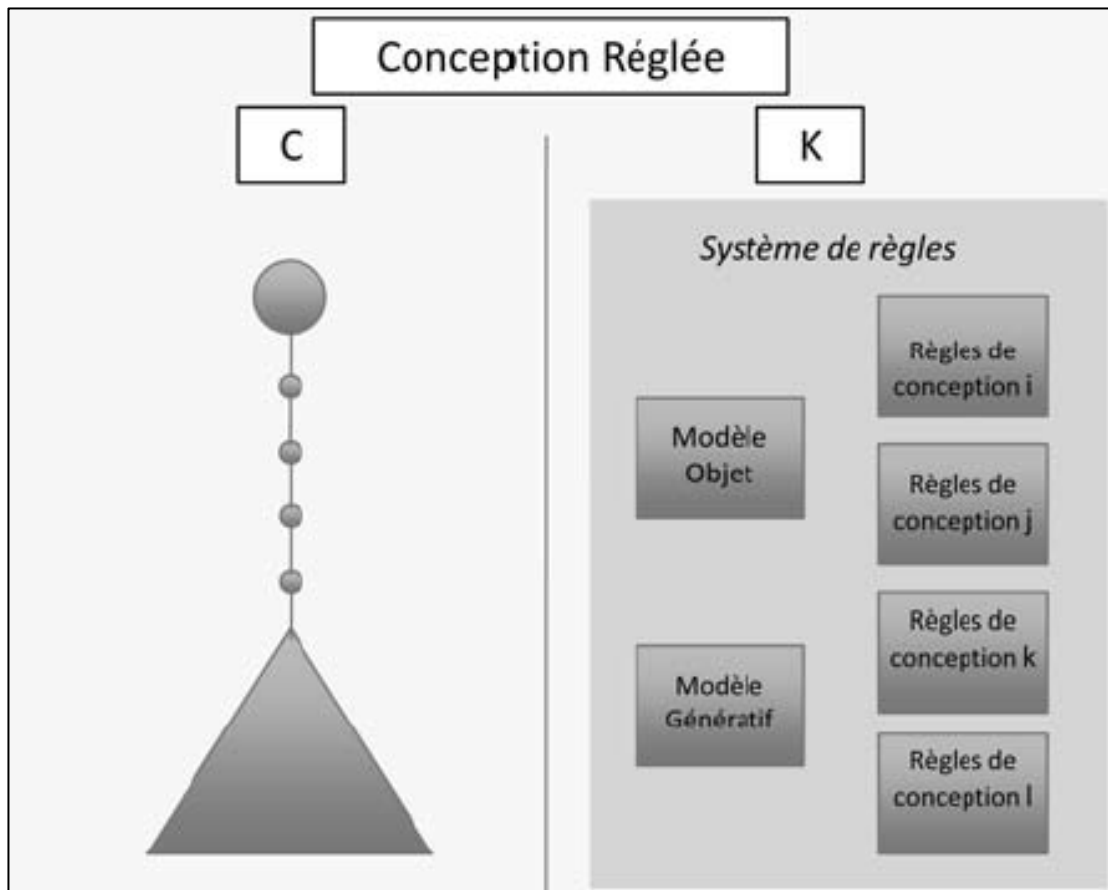 Conception Réglée
C
K
Système de règles
Règles de
conception i
Modèle
Objet
Règles de
conception j
Règles de
conception k
Modèle
Génératif
Règles de
conception l